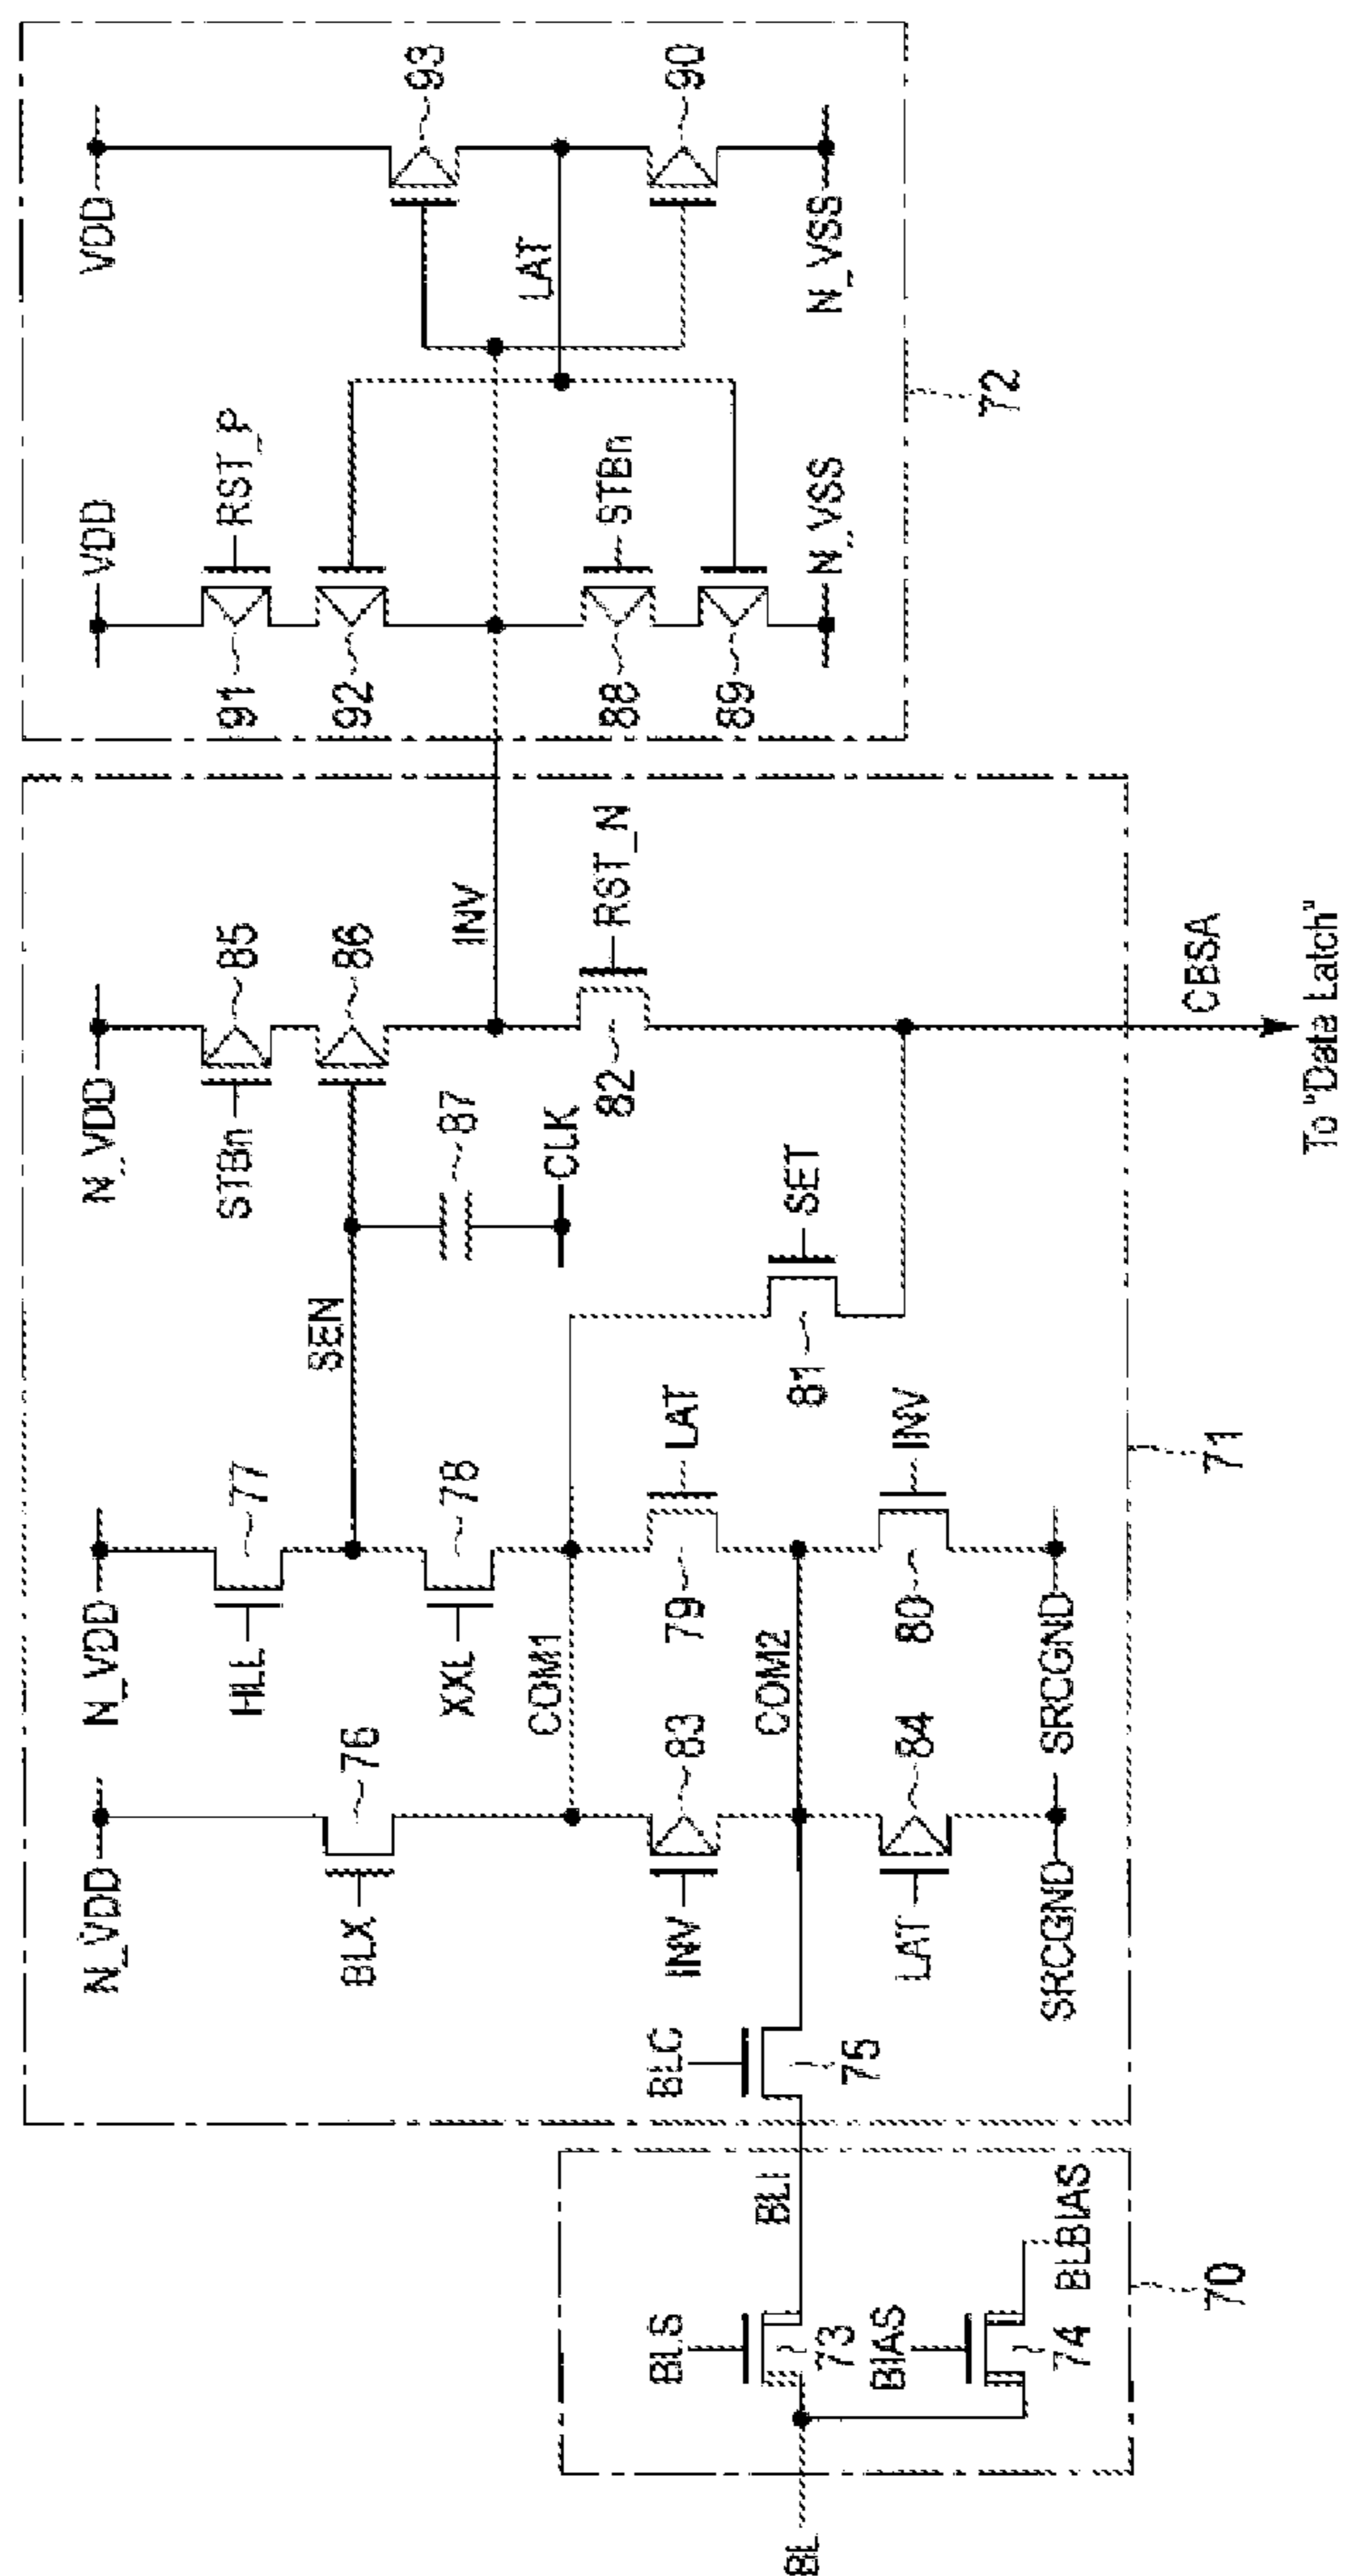 VDD
VDD
93
90
LAT
N_VSS
72
RST_P
STBn
N_VSS
91
92
88
89
N_VDD
85
86
STBn
INV
RST_N
82
87
CLK
CBSA
To "Data Latch"
SEN
SET
81
N_VDD
77
78
HLL
XXL
LAT
79
INV
80
71
COM1
COM2
SRCGND
N_VDD
76
BLX
83
84
INV
LAT
SRCGND
BLC
75
BLI
BLS
73
BIAS
74
BLBIAS
70
BL